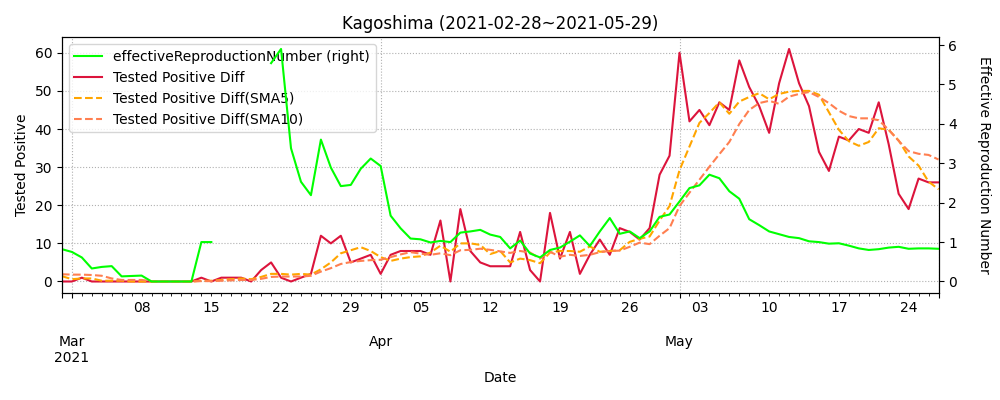 Kagoshima (2021-02-28~2021-05-29)
effectiveReproductionNumber (right)
Tested Positive Diff
Tested Positive Diff(SMA5)
Tested Positive Diff(SMA10)
Tested Positive
60
50
40
30
20
10
0
6
5
4
3
2
1
0
Effective Reproduction Number
08 15 22 29 05 12 19 26 03 10 17 24
Mar Apr May
2021
Date